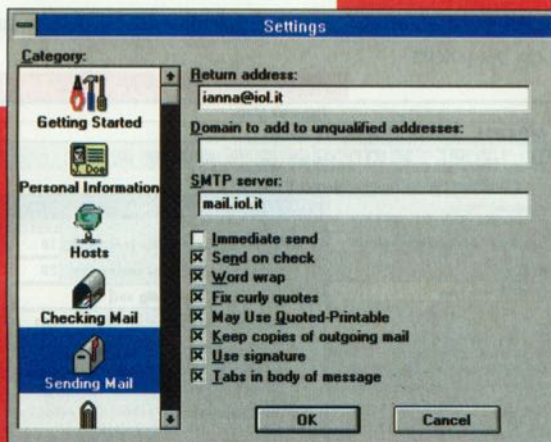 Settings
Category:
Getting Started
J. Doe
Personal Information
Hosts
Checking Mail
Sending Mail
Return address:
ianna@iol.it
Domain to add to unqualified addresses:
SMTP server:
mail.iol.it
Immediate send
Send on check
Word wrap
Fix curly quotes
May Use Quoted-Printable
Keep copies of outgoing mail
Use signature
Tabs in body of message
OK
Cancel